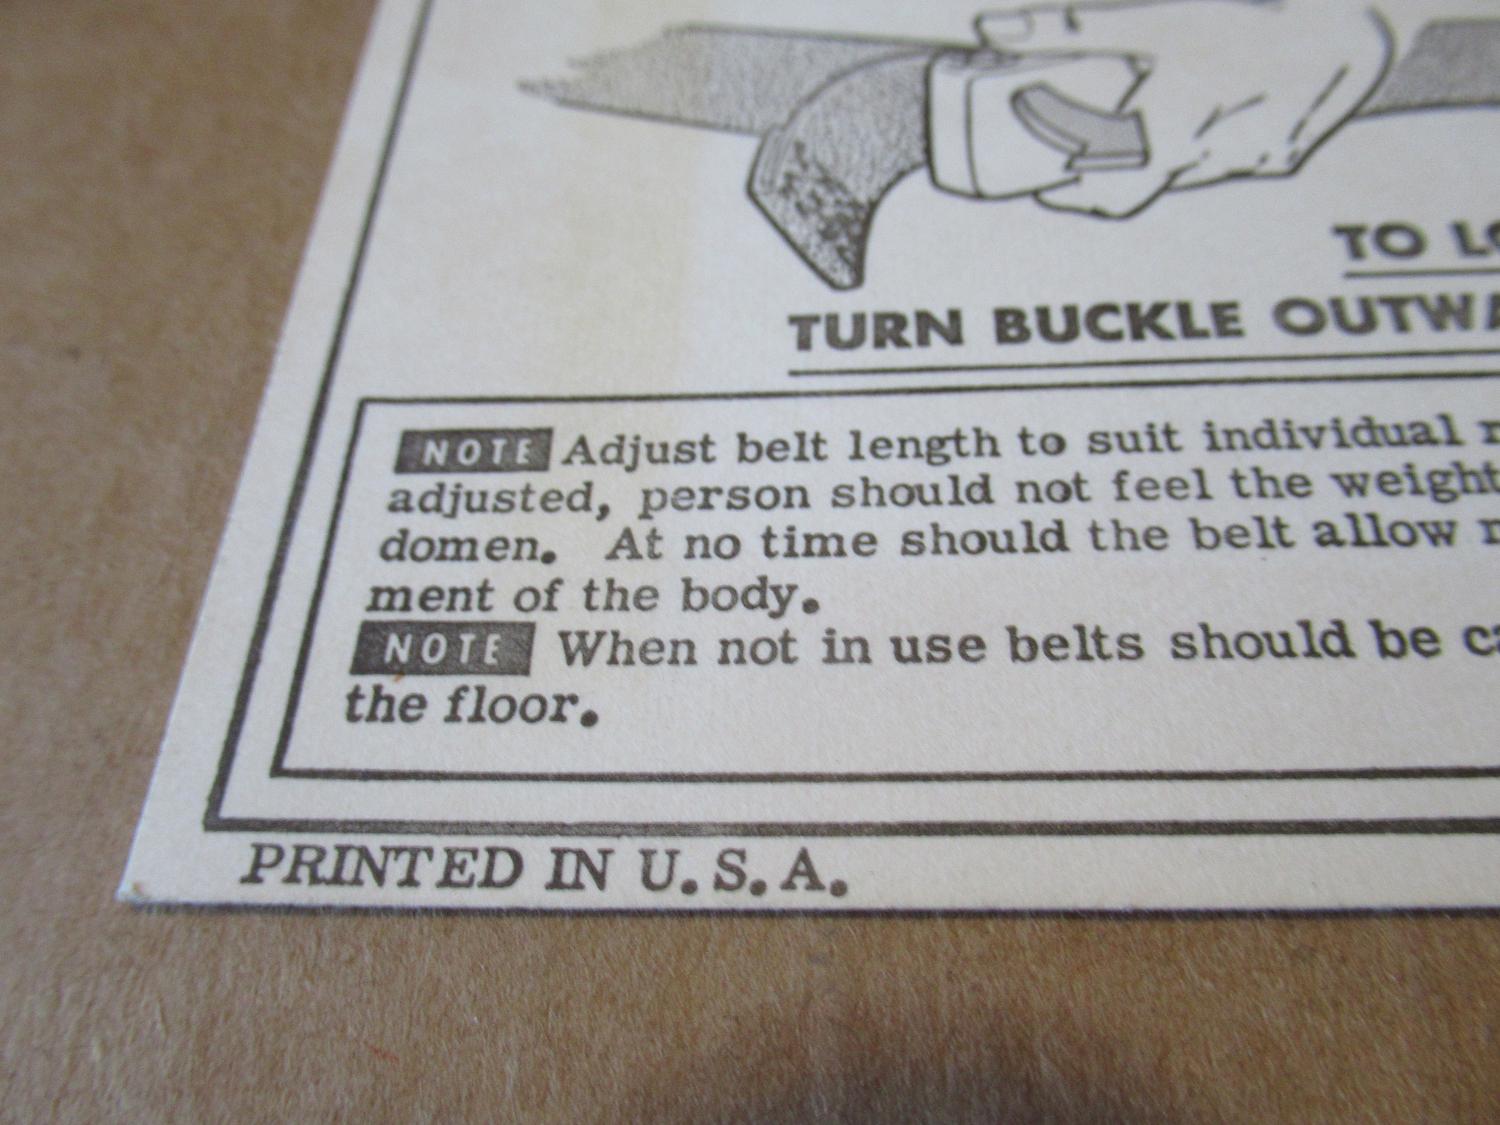 TO
TURN BUCKLE
NOTE Adjust belt length to suit individual
adjusted, person should not feel the weight
domen. At no time should the belt allow
ment of the body.
NOTE When not in use belts should be
the floor.
PRINTED IN U.S.A.